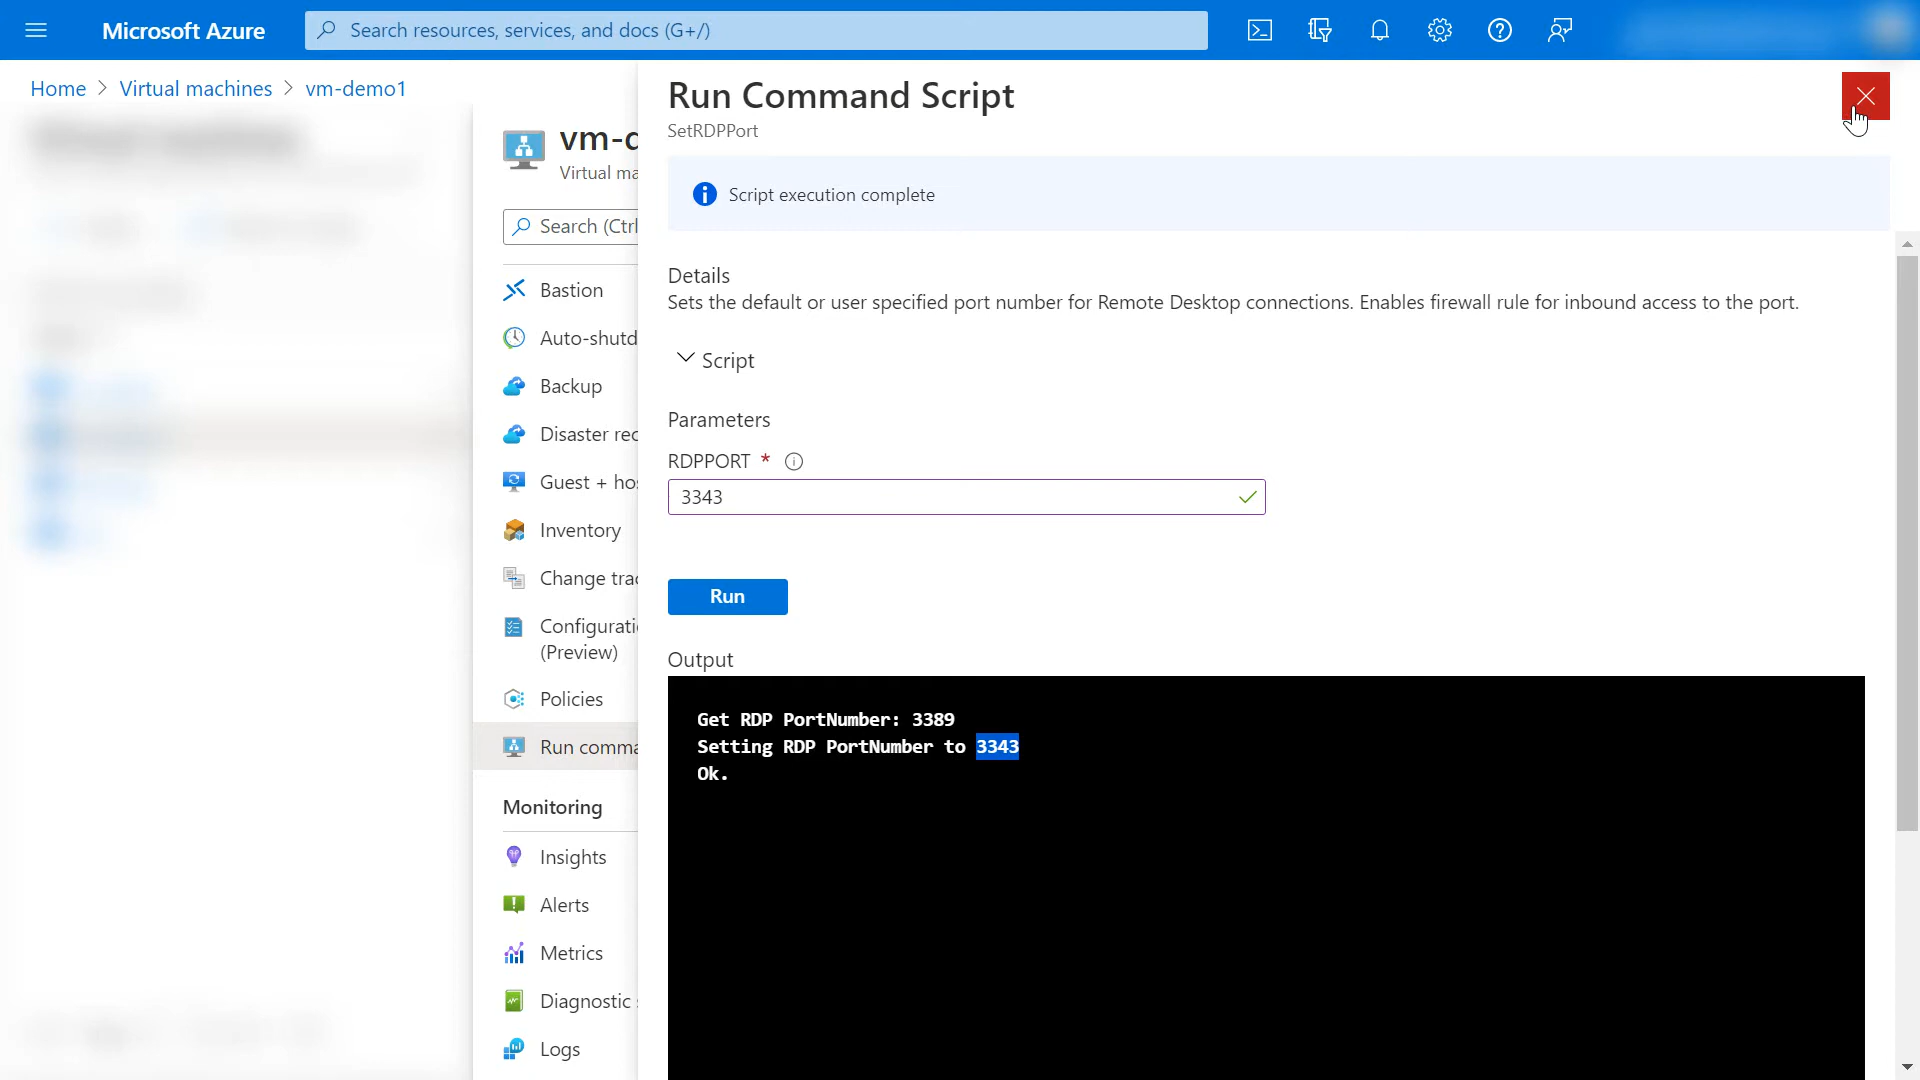 Microsoft Azure
Search resources, services, and docs (G+/)
Home > Virtual machines > vm-demo1
vm-d
Virtual ma
Search (Ctrl
Bastion
Auto-shutd
Backup
Disaster rec
Guest + hos
Inventory
Change trac
Configurati
(Preview)
Policies
Run comma
Monitoring
Insights
Alerts
Metrics
Diagnostic s
Logs
Run Command Script
SetRDPPort
Script execution complete
Details
Sets the default or user specified port number for Remote Desktop connections. Enables firewall rule for inbound access to the port.
Script
Parameters
RDPPORT *
3343
Run
Output
Get RDP PortNumber: 3389
Setting RDP PortNumber to 3343
Ok.